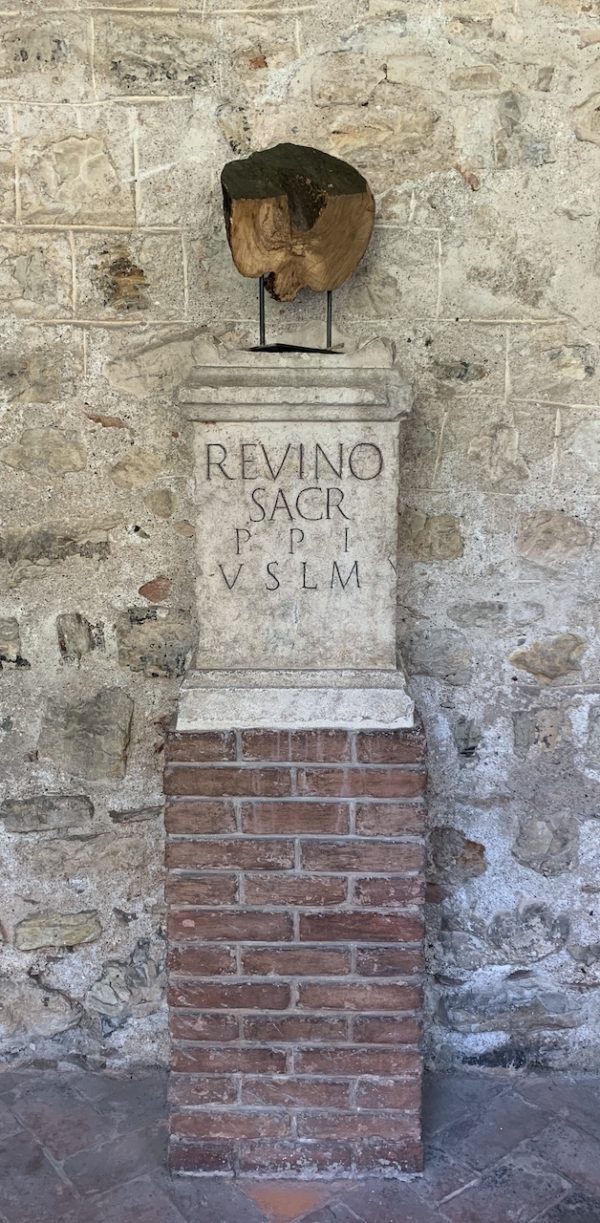 REVINO
SACR
P P I
V S L M